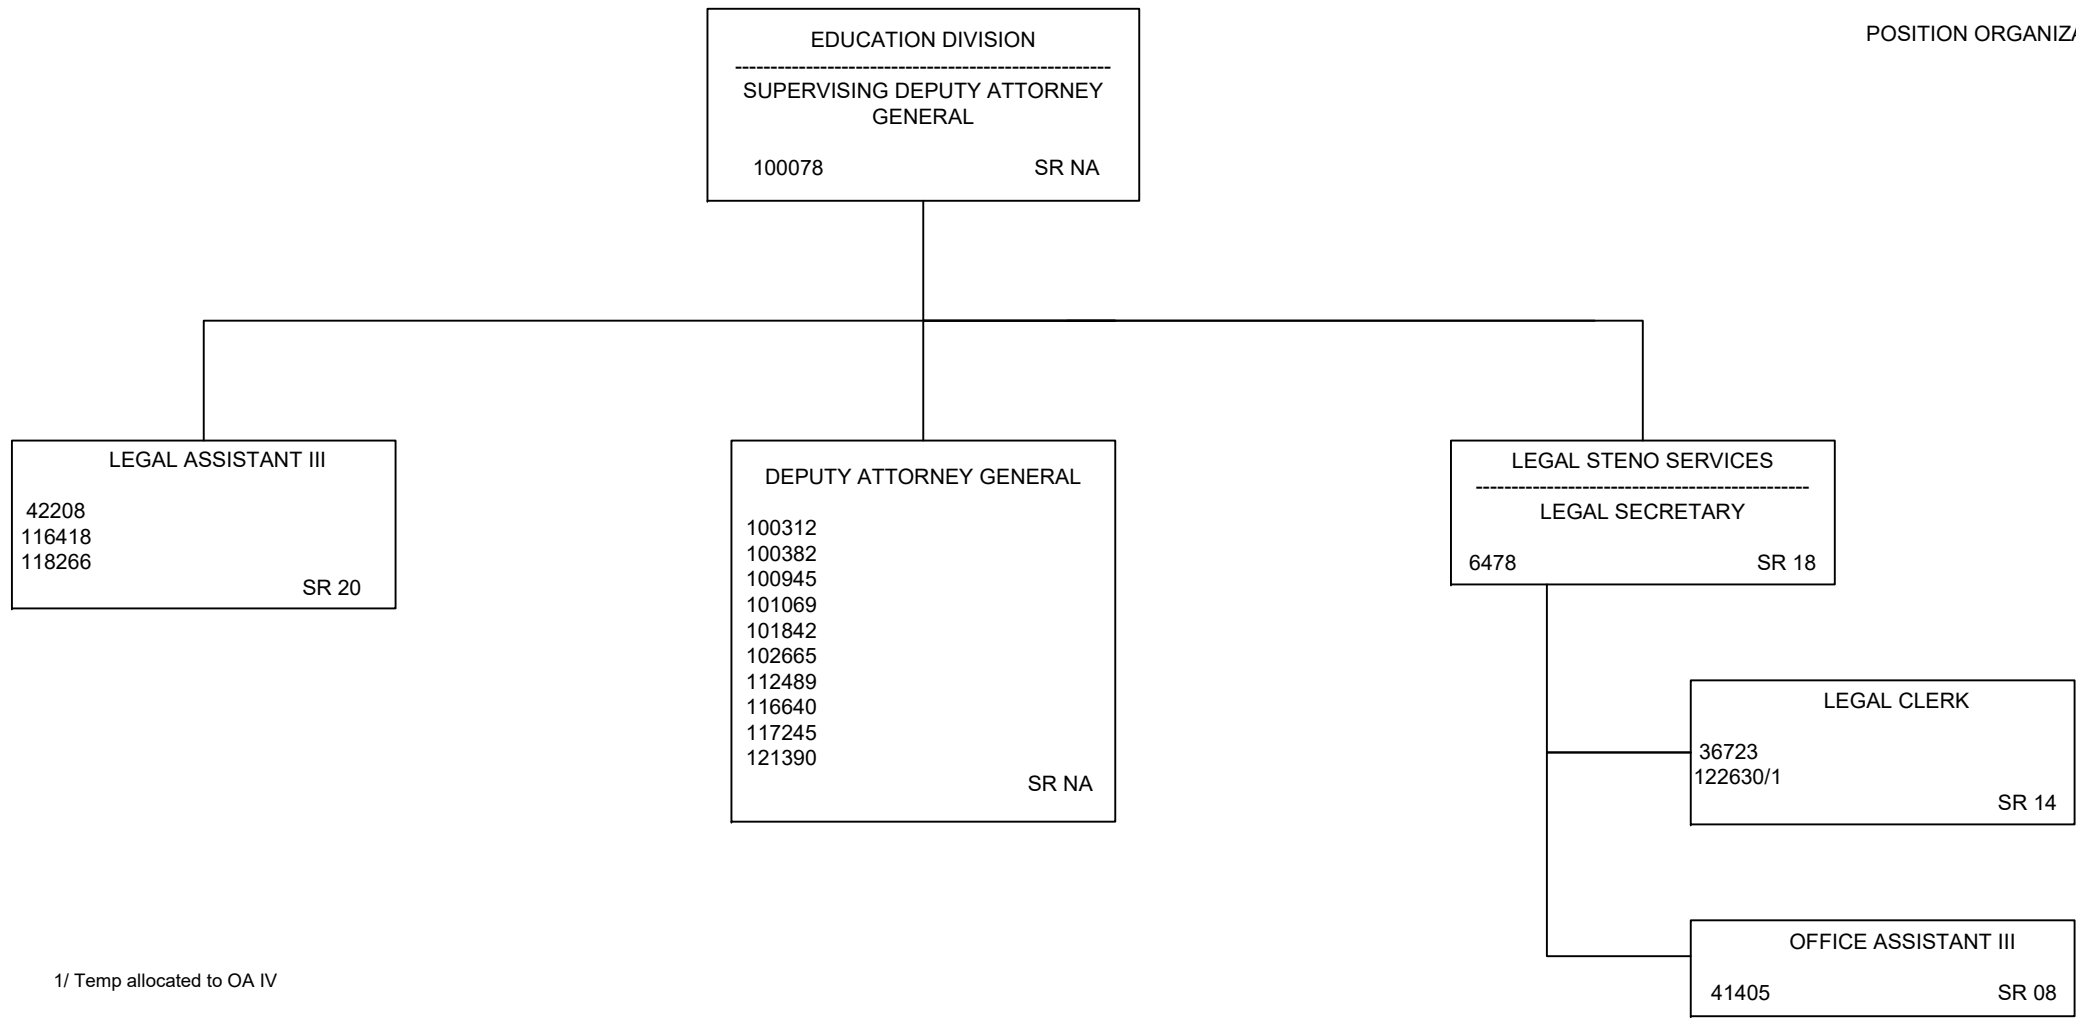 EDUCATION DIVISION
POSITION ORGANIZA
-----------------------------------------------------
SUPERVISING DEPUTY ATTORNEY
GENERAL
100078 SR NA
LEGAL ASSISTANT III
42208
116418
118266
SR 20
DEPUTY ATTORNEY GENERAL
100312
100382
100945
101069
101842
102665
112489
116640
117245
121390
SR NA
LEGAL STENO SERVICES
-----------------------------------------------
LEGAL SECRETARY
6478 SR 18
LEGAL CLERK
36723
122630/1
SR 14
OFFICE ASSISTANT III
41405 SR 08
1/ Temp allocated to OA IV